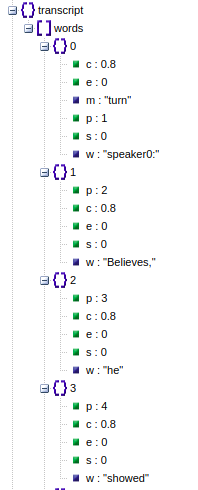 transcript
words
0
c : 0.8
e : 0
m : "turn"
p : 1
s : 0
w : "speaker0:"
1
p : 2
c : 0.8
e : 0
s : 0
w : "Believes,"
2
p : 3
c : 0.8
e : 0
s : 0
w : "he"
3
p : 4
c : 0.8
e : 0
s : 0
w : "showed"